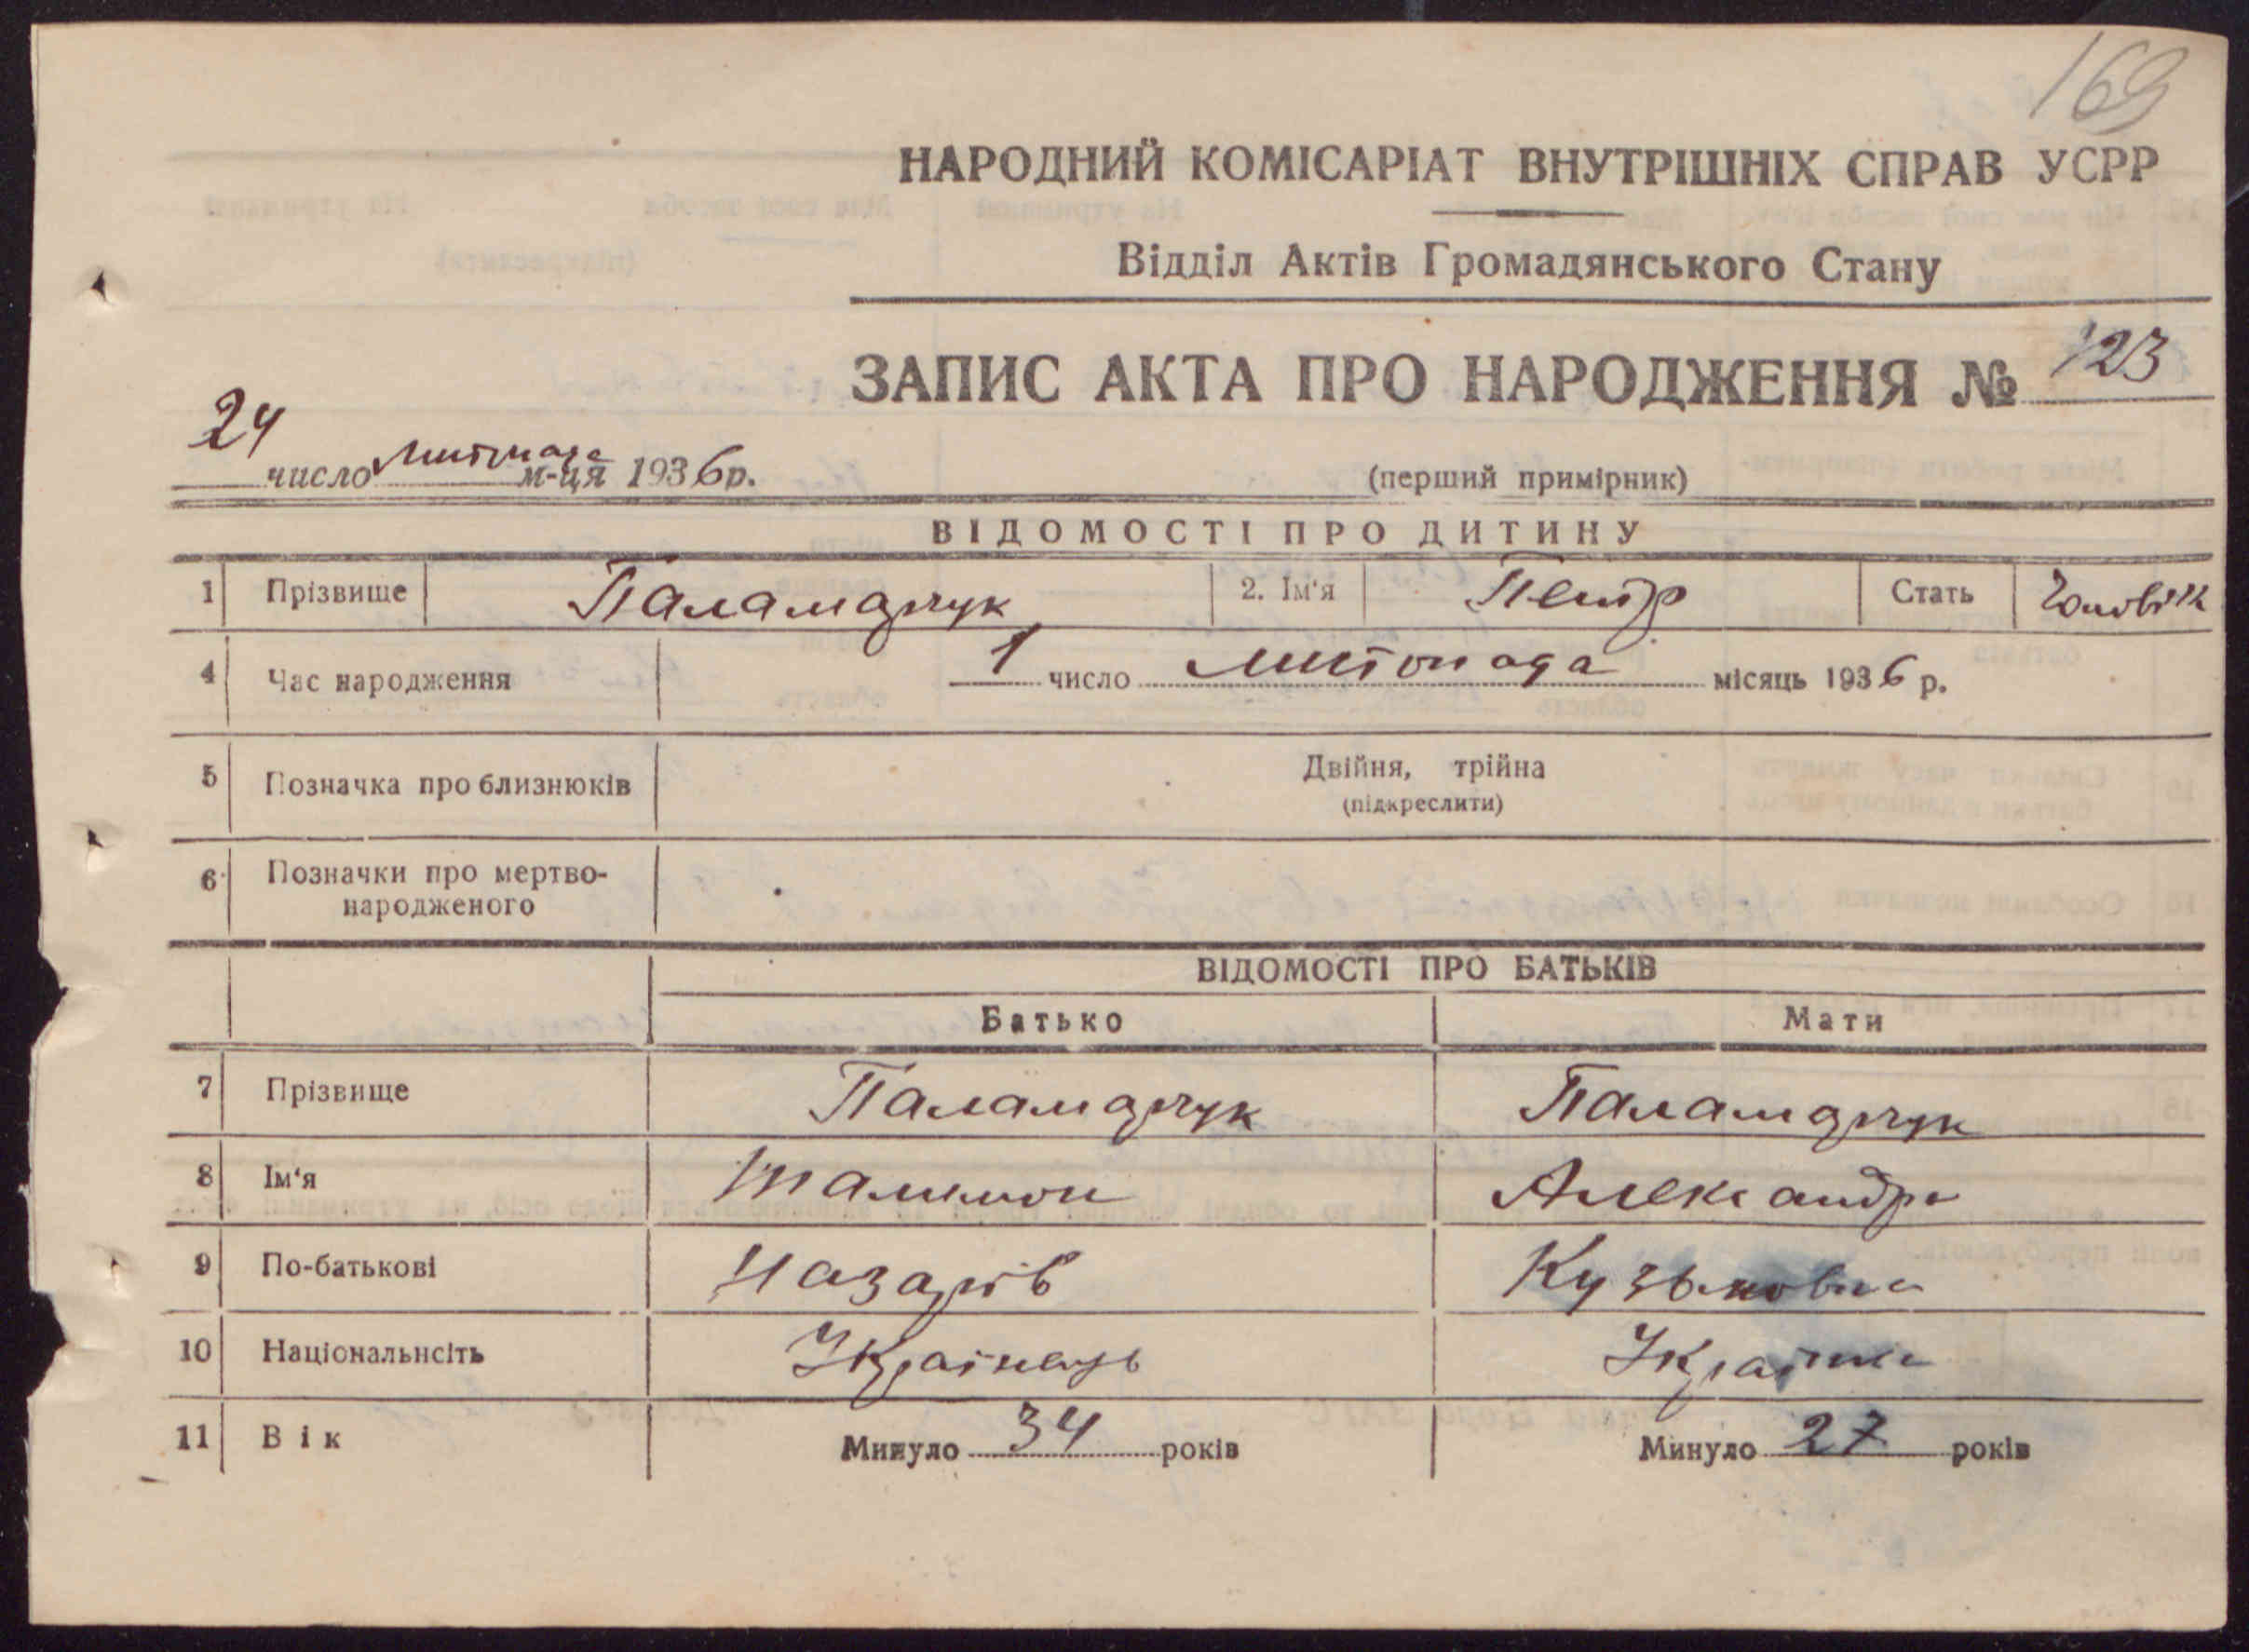 169
НАРОДНИЙ КОМІСАРІАТ ВНУТРІШНІХ СПРАВ УСРР
Відділ Актів Громадянського Стану
ЗАПИС АКТА ПРО НАРОДЖЕННЯ № 123
24 число листопада м-ця 1936 р.
(перший примірник)
ВІДОМОСТІ ПРО ДИТИНУ
1 Прізвище Паламарчук 2. Ім'я Петр Стать Чоловік
4 Час народження 1 число листопада місяць 1936 р.
5 Позначка про близнюків Двійня, трійна
(підкреслити)
6 Позначки про мертво-
народженого
ВІДОМОСТІ ПРО БАТЬКІВ
Батько Мати
7 Прізвище Паламарчук Паламарчук
8 Ім'я Александра
9 По-батькові Назарів Кузьмовна
10 Національнсіть Українець Українка
11 Вік Минуло 34 років Минуло 27 років